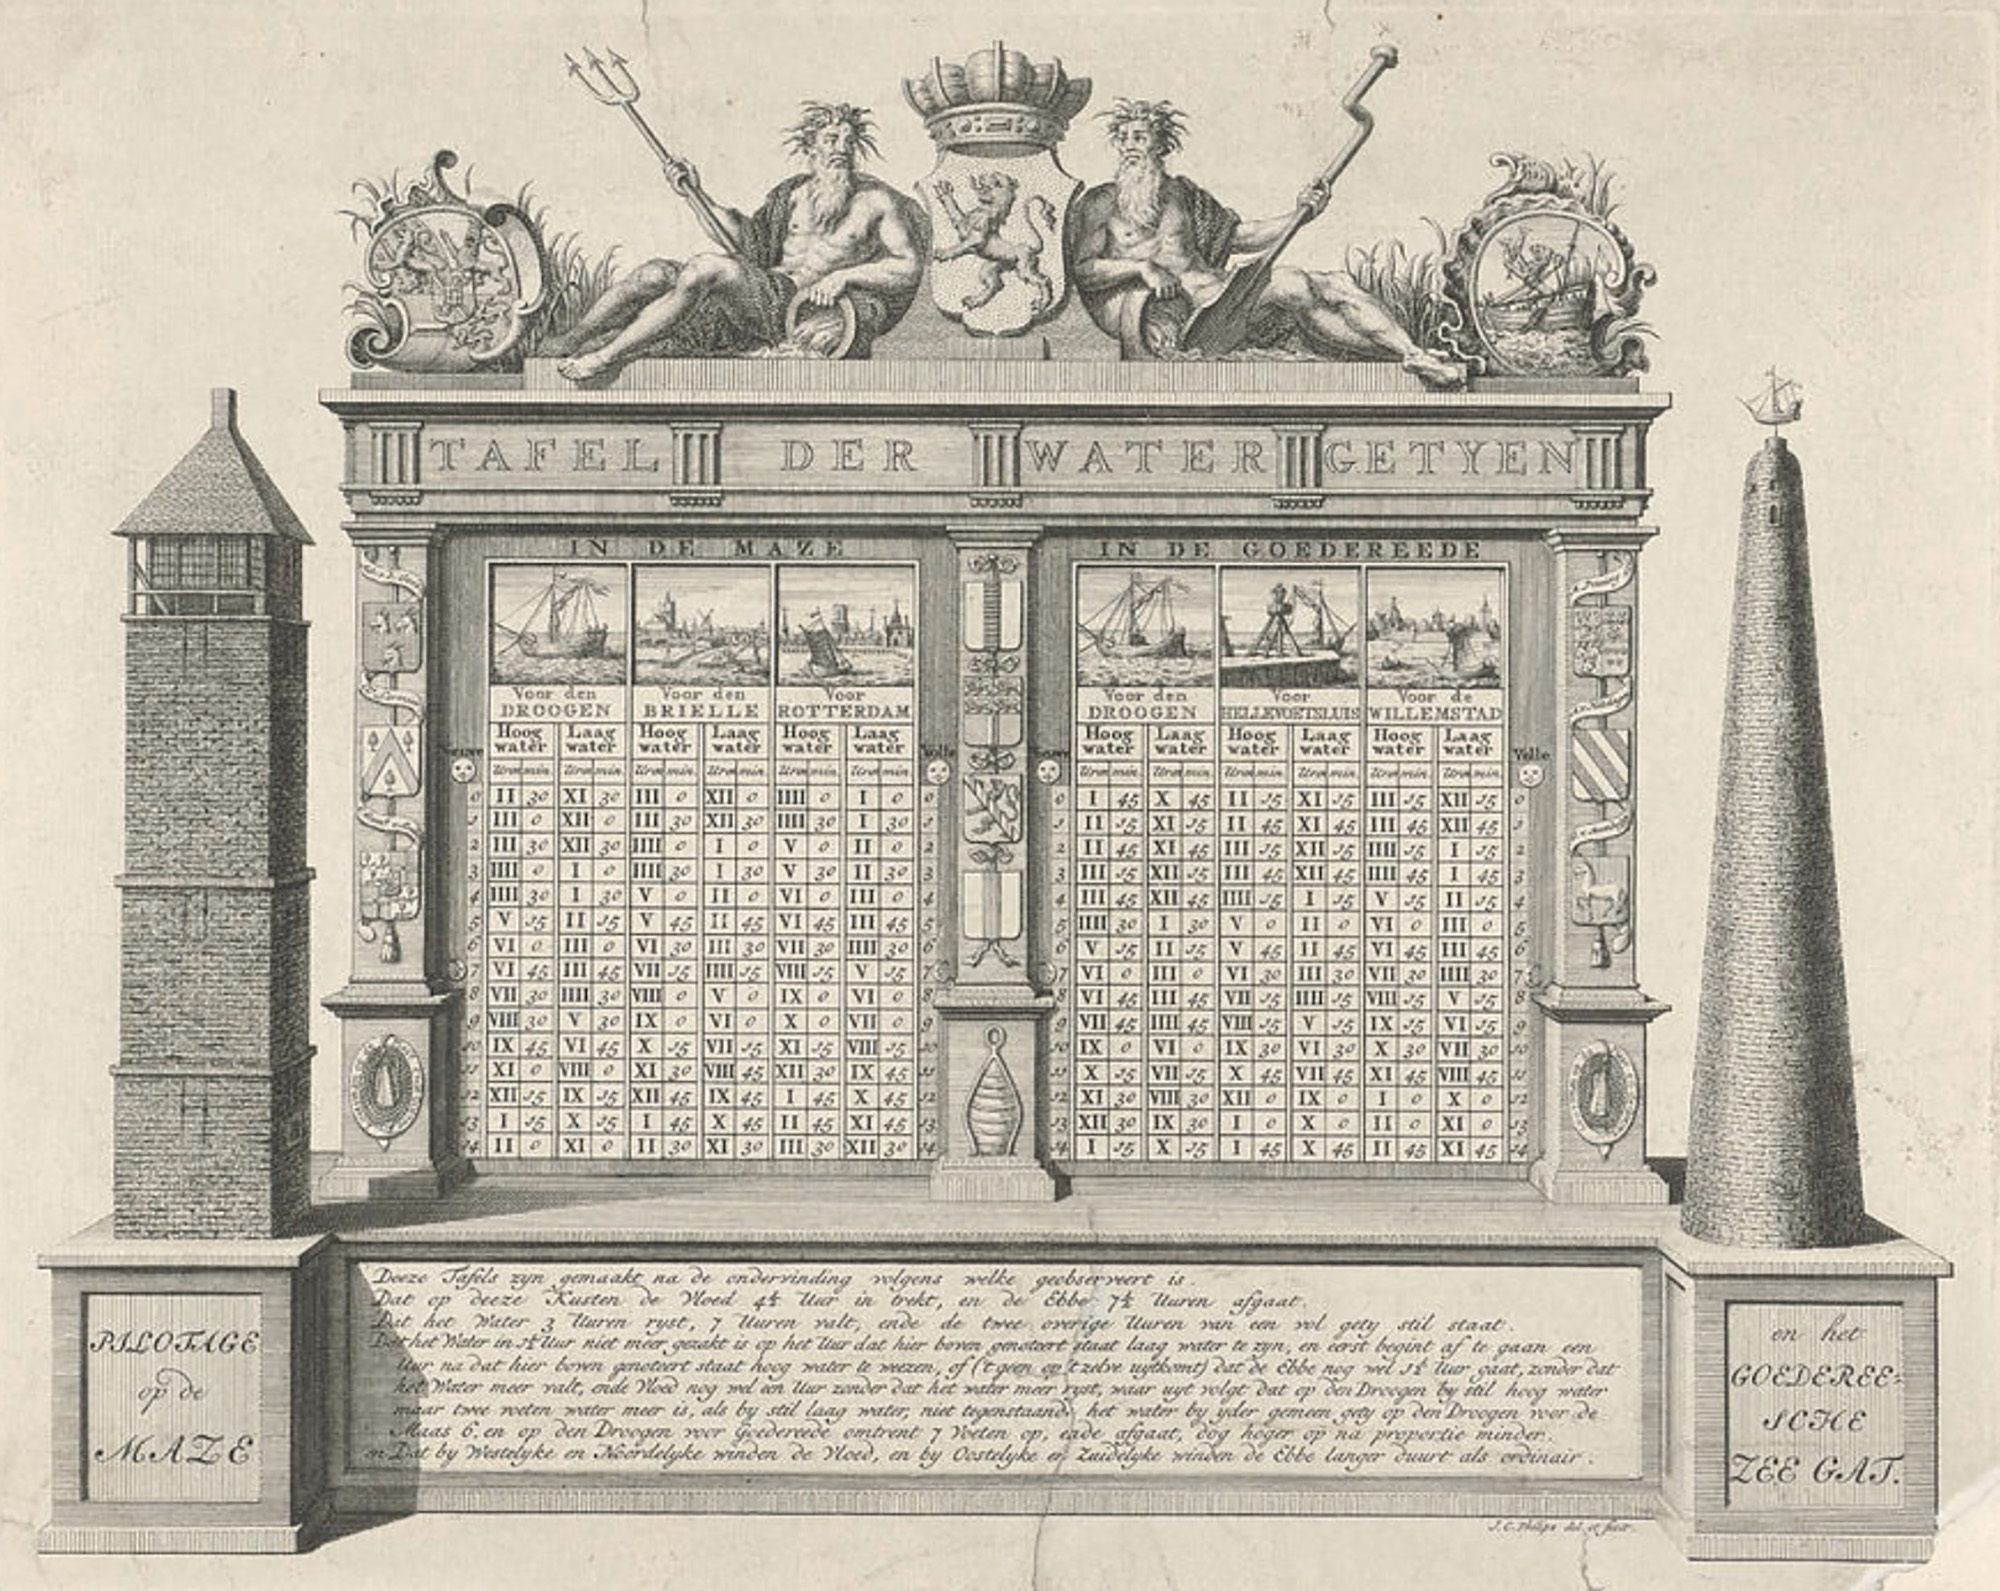 TAFEL DER WATER GETYEN
IN DE MAZE
IN DE GOEDEREEDE
Voor den DROOGEN
Voor den BRIELLE
Voor ROTTERDAM
Voor den DROOGEN
Voor HELLEVOETSLUIS
Voor de WILLEMSTAD
Hoog water Laag water Hoog water Laag water Hoog water Laag water
Hoog water Laag water Hoog water Laag water Hoog water Laag water
Volle
Volle
Uren min. Uren min. Uren min. Uren min. Uren min. Uren min.
Uren min. Uren min. Uren min. Uren min. Uren min. Uren min.
0 II 30 XI 30 III 0 XII 0 IIII 0 I 0 0
1 III 0 XII 0 III 30 XII 30 IIII 30 I 30 1
2 III 30 XII 30 IIII 0 I 0 V 0 II 0 2
3 IIII 0 I 0 IIII 30 I 30 V 30 II 30 3
4 IIII 30 I 30 V 0 II 0 VI 0 III 0 4
5 V 15 II 15 V 45 II 45 VI 45 III 45 5
6 VI 0 III 0 VI 30 III 30 VII 30 IIII 30 6
7 VI 45 III 45 VII 15 IIII 15 VIII 15 V 15 7
8 VII 30 IIII 30 VIII 0 V 0 IX 0 VI 0 8
9 VIII 30 V 30 IX 0 VI 0 X 0 VII 0 9
10 IX 45 VI 45 X 15 VII 15 XI 15 VIII 15 10
11 XI 0 VIII 0 XI 30 VIII 45 XII 30 IX 45 11
12 XII 15 IX 15 XII 45 IX 45 I 45 X 45 12
13 I 15 X 15 I 45 X 45 II 45 XI 45 13
14 II 0 XI 0 II 30 XI 30 III 30 XII 30 14
0 I 45 X 45 II 15 XI 15 III 15 XII 15 0
1 II 15 XI 15 II 45 XI 45 III 45 XII 45 1
2 II 45 XI 45 III 15 XII 15 IIII 15 I 15 2
3 III 15 XII 15 III 45 XII 45 IIII 45 I 45 3
4 III 45 XII 45 IIII 15 I 15 V 15 II 15 4
5 IIII 30 I 30 V 0 II 0 VI 0 III 0 5
6 V 15 II 15 V 45 II 45 VI 45 III 45 6
7 VI 0 III 0 VI 30 III 30 VII 30 IIII 30 7
8 VI 45 III 45 VII 15 IIII 15 VIII 15 V 15 8
9 VII 45 IIII 45 VIII 15 V 15 IX 15 VI 15 9
10 IX 0 VI 0 IX 30 VI 30 X 30 VII 30 10
11 X 15 VII 15 X 45 VII 45 XI 45 VIII 45 11
12 XI 30 VIII 30 XII 0 IX 0 I 0 X 0 12
13 XII 30 IX 30 I 0 X 0 II 0 XI 0 13
14 I 15 X 15 I 45 X 45 II 45 XI 45 14
Deeze Tafels zyn gemaakt na de ondervinding volgens welke geobserveert is.
Dat op deeze Kusten de Vloed 4½ Uur in trekt, en de Ebbe 7½ Uuren afgaat.
Dat het Water 3 Uuren ryst, 7 Uuren valt, ende de twee overige Uuren van een vol gety stil staat.
Dat het Water in 1½ Uur niet meer gezakt is op het Uur dat hier boven genoteert staat laag water te zyn, en eerst begint af te gaan een
Uur na dat hier boven genoteert staat hoog water te weezen, of ('t geen op 't zelve uytkomt) dat de Ebbe nog wel 1½ Uur gaat, zonder dat
het Water meer valt, ende Vloed nog wel een Uur zonder dat het water meer ryst, waar uyt volgt dat op den Droogen by stil hoog water
maar twee voeten water meer is, als by stil laag water, niet tegenstaande het water by yder gemeen gety op den Droogen voor de
Maas 6. en op den Droogen voor Goedereede omtrent 7 Voeten op, ende afgaat, dog hoger op na proportie minder.
en Dat by Westelyke en Noordelyke winden de Vloed, en by Oostelyke en Zuidelyke winden de Ebbe langer duurt als ordinair.
PILOTAGE
op de
MAZE
en het
GOEDEREE=
SCHE
ZEE GAT.
J.C. Philips del. et fecit